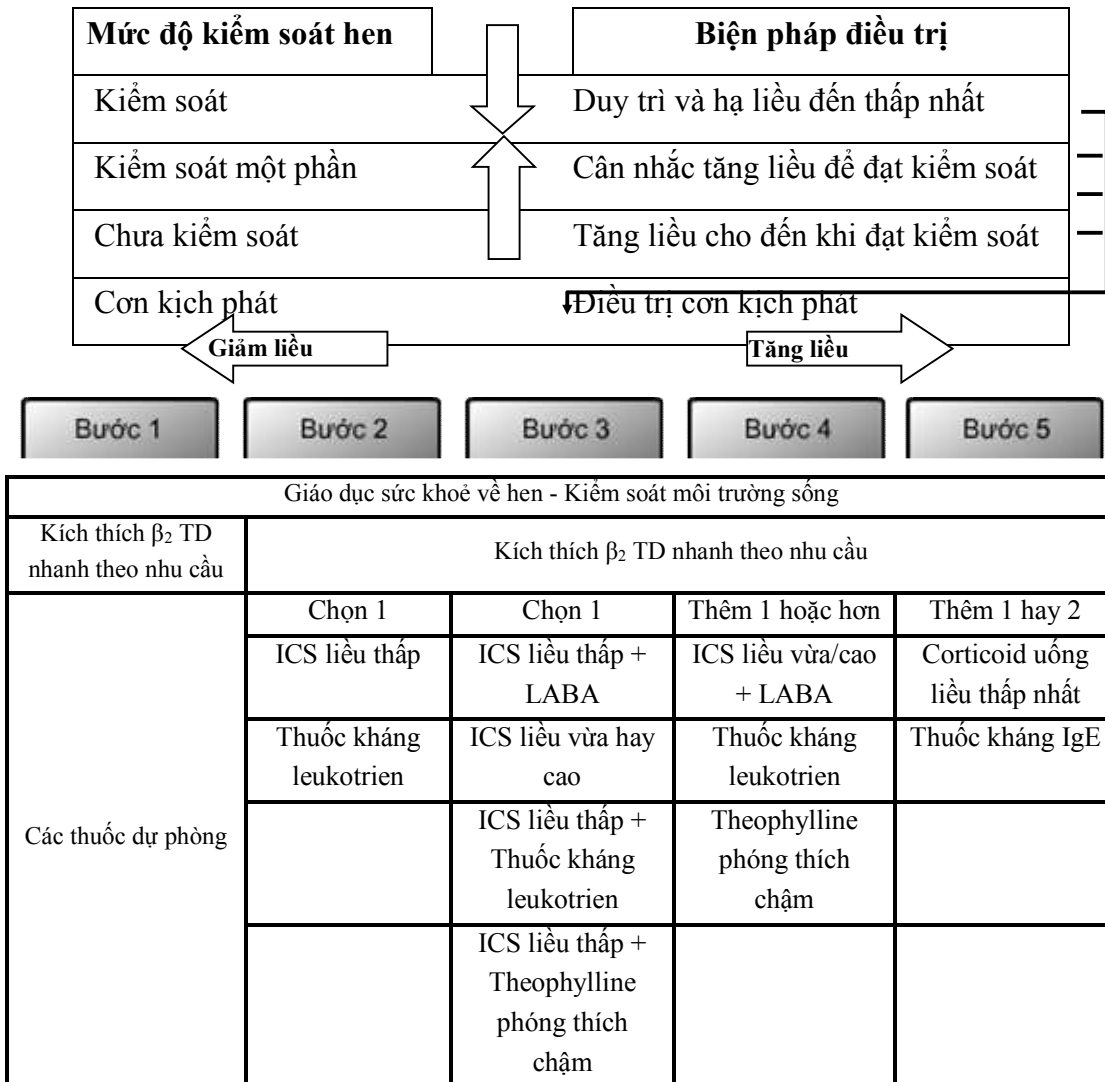 Mức độ kiểm soát hen
Biện pháp điều trị
Kiểm soát
Duy trì và hạ liều đến thấp nhất
Kiểm soát một phần
Cân nhắc tăng liều để đạt kiểm soát
Chưa kiểm soát
Tăng liều cho đến khi đạt kiểm soát
Cơn kịch phát
Điều trị cơn kịch phát
Giảm liều
Tăng liều
Bước 1
Bước 2
Bước 3
Bước 4
Bước 5
Giáo dục sức khoẻ về hen - Kiểm soát môi trường sống
Kích thích β₂ TD
nhanh theo nhu cầu
Kích thích β₂ TD nhanh theo nhu cầu
Các thuốc dự phòng
Chọn 1
Chọn 1
Thêm 1 hoặc hơn
Thêm 1 hay 2
ICS liều thấp
ICS liều thấp +
LABA
ICS liều vừa/cao
+ LABA
Corticoid uống
liều thấp nhất
Thuốc kháng
leukotrien
ICS liều vừa hay
cao
Thuốc kháng
leukotrien
Thuốc kháng IgE
ICS liều thấp +
Thuốc kháng
leukotrien
Theophylline
phóng thích
chậm
ICS liều thấp +
Theophylline
phóng thích
chậm